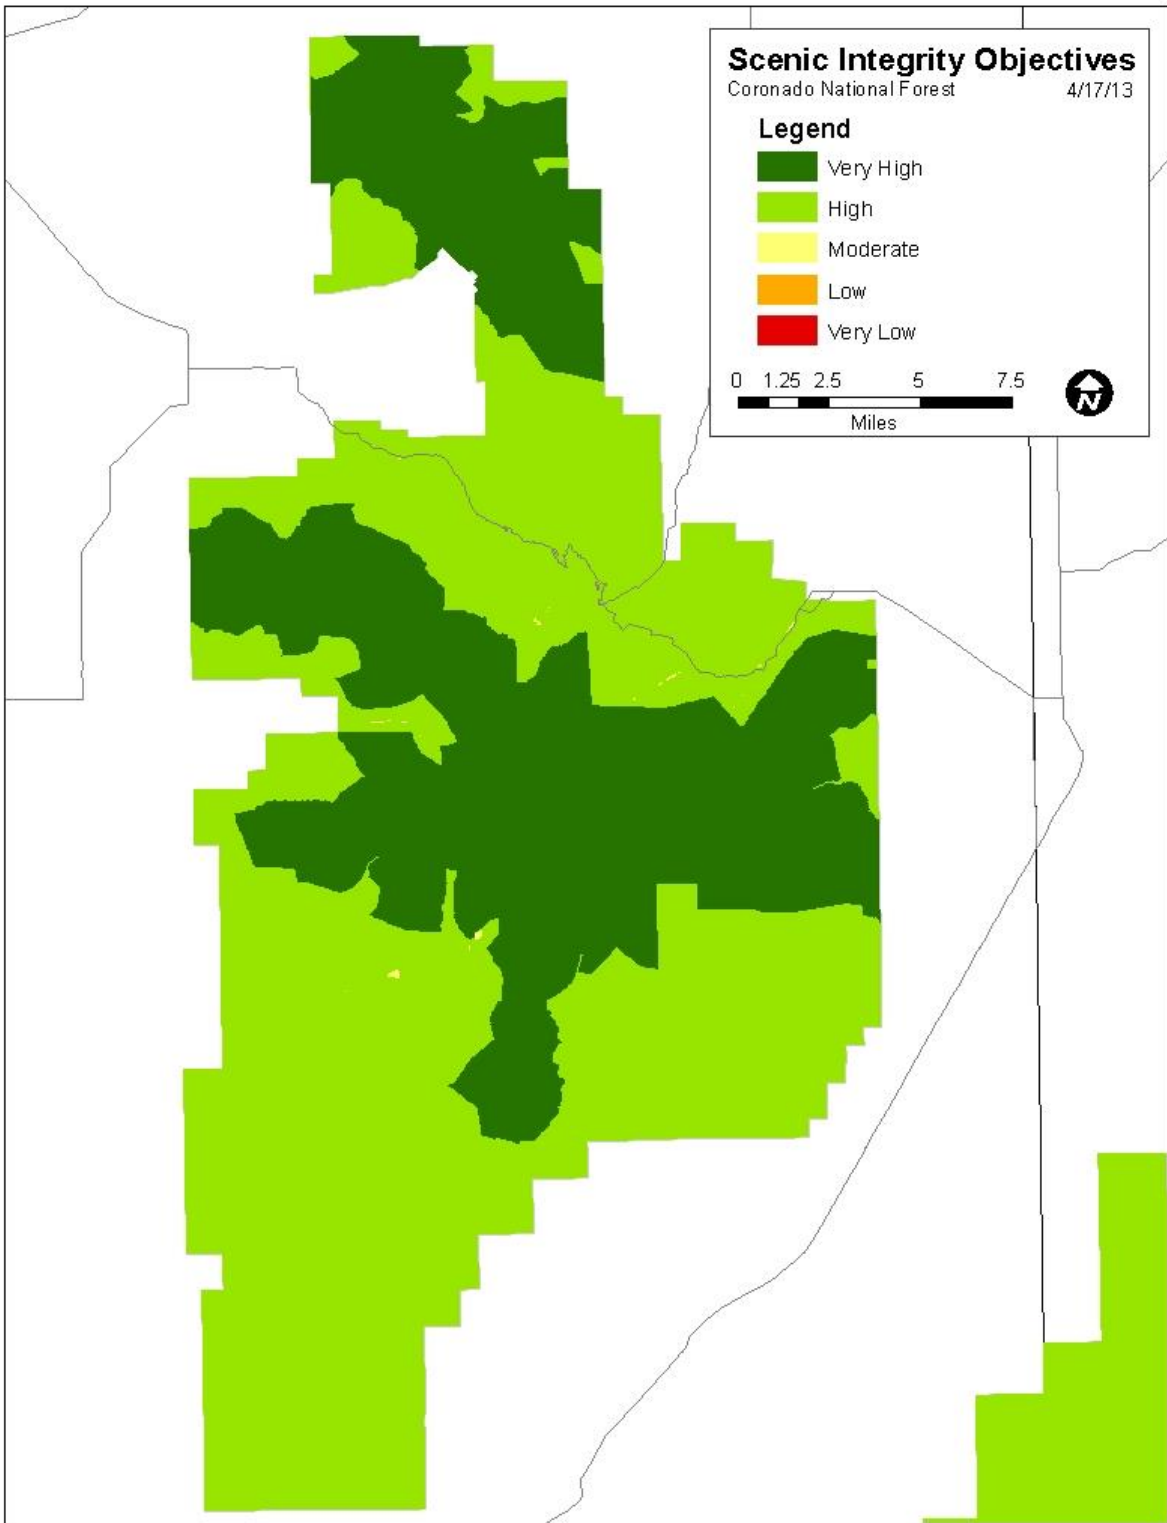 Scenic Integrity Objectives
Coronado National Forest 4/17/13
Legend
Very High
High
Moderate
Low
Very Low
0 1.25 2.5 5 7.5
Miles
N